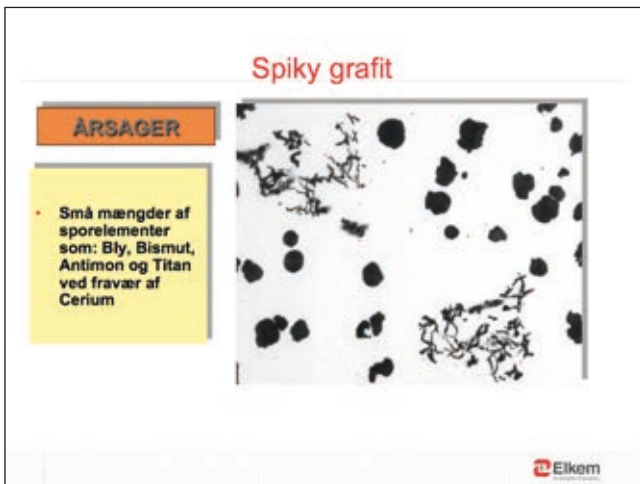 Spiky grafit
ÅRSAGER
• Små mængder af
sporelementer
som: Bly, Bismut,
Antimon og Titan
ved fravær af
Cerium
Elkem